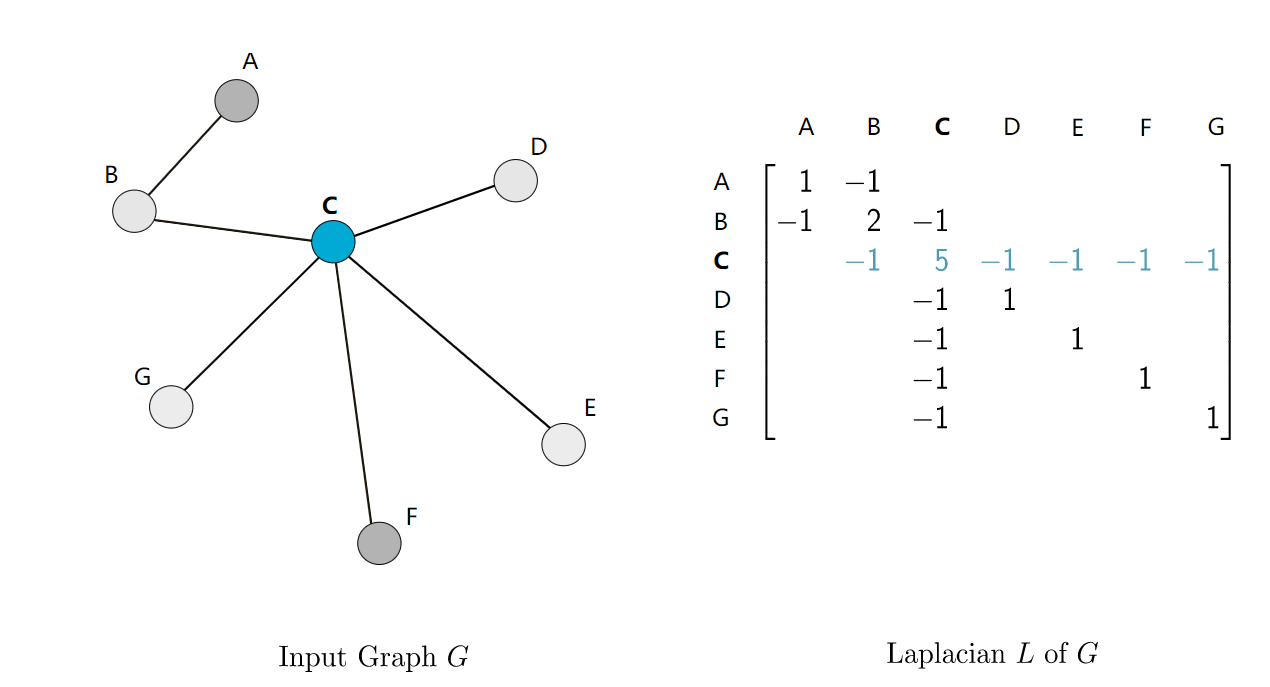 A
D
B
C
G
E
F
Input Graph G
A B C D E F G
A 1 −1
B −1 2 −1
C −1 5 −1 −1 −1 −1
D −1 1
E −1 1
F −1 1
G −1 1
Laplacian L of G